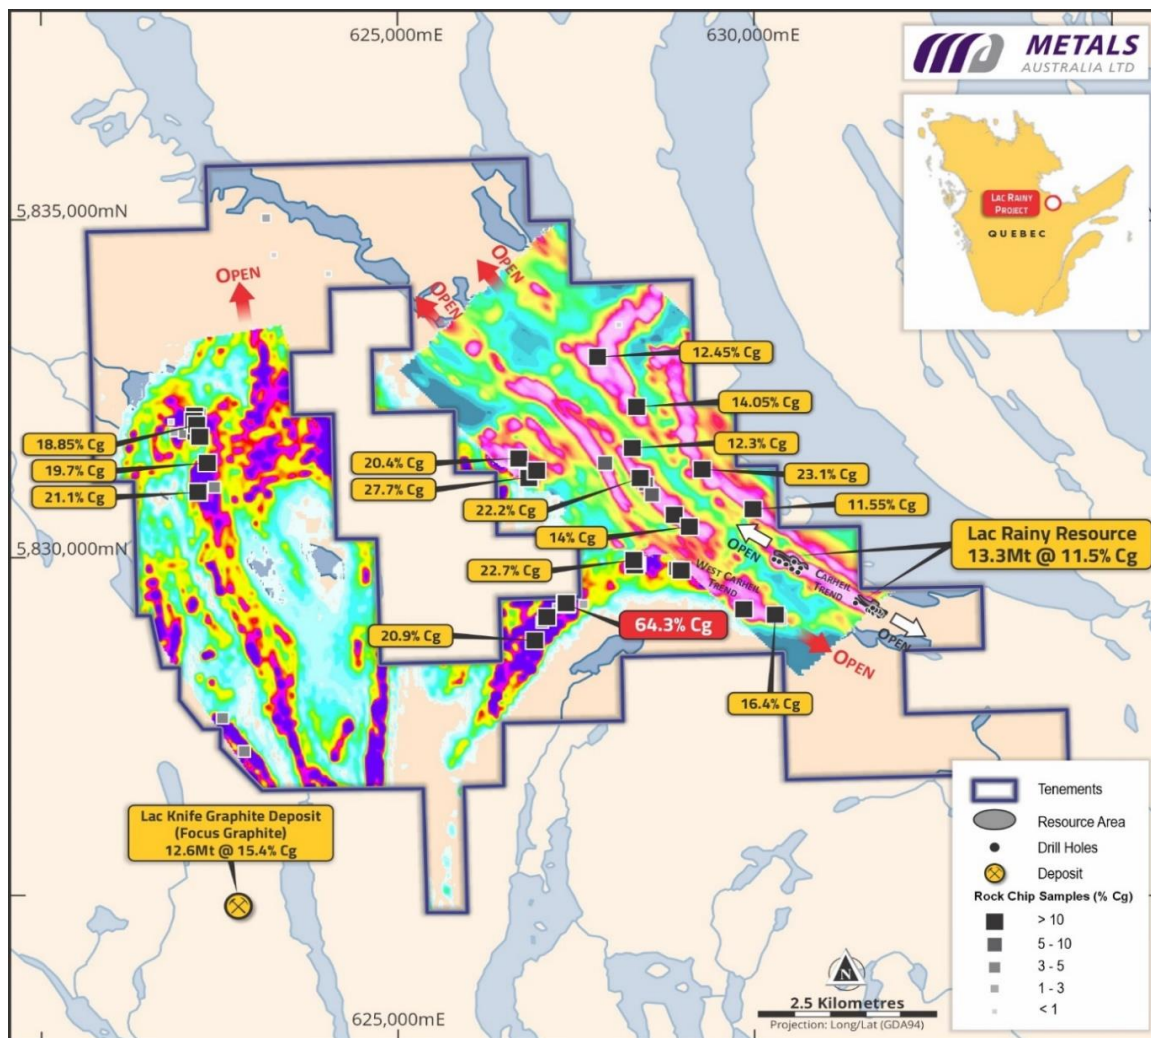 625,000mE
630,000mE
METALS
AUSTRALIA LTD
LAC RAINY
PROJECT
QUEBEC
5,835,000mN
OPEN
OPEN
OPEN
12.45% Cg
14.05% Cg
18.85% Cg
12.3% Cg
20.4% Cg
19.7% Cg
23.1% Cg
27.7% Cg
21.1% Cg
22.2% Cg
11.55% Cg
14% Cg
OPEN
Lac Rainy Resource
13.3Mt @ 11.5% Cg
5,830,000mN
22.7% Cg
WEST CARHEIL
TREND
CARHEIL
TREND
64.3% Cg
20.9% Cg
OPEN
OPEN
16.4% Cg
Lac Knife Graphite Deposit
(Focus Graphite)
12.6Mt @ 15.4% Cg
Tenements
Resource Area
Drill Holes
Deposit
Rock Chip Samples (% Cg)
> 10
5 - 10
3 - 5
1 - 3
< 1
N
2.5 Kilometres
Projection: Long/Lat (GDA94)
625,000mE